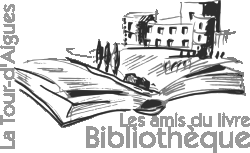 La Tour-d'Aigues
Les amis du livre
Bibliothèque